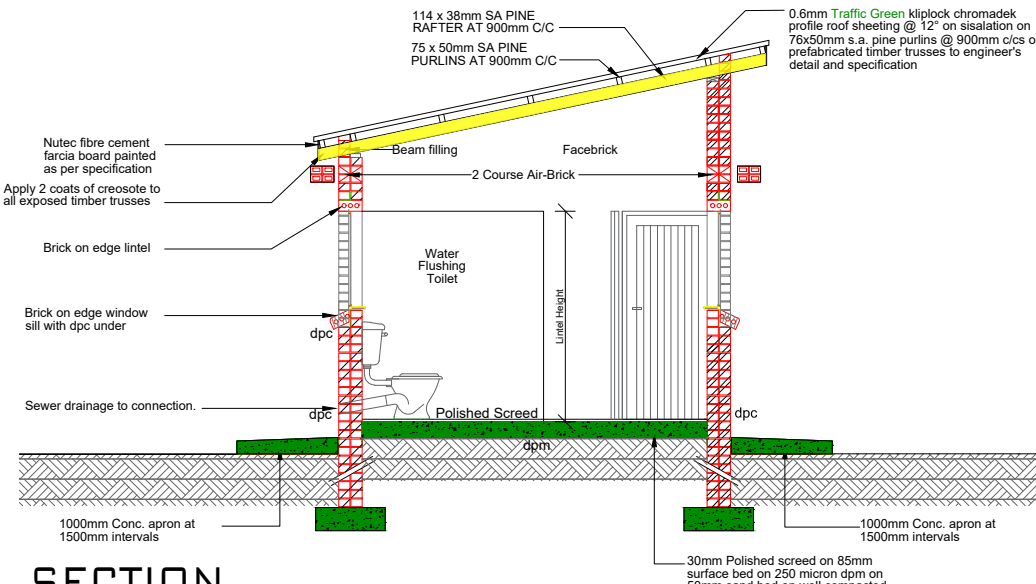 114 x 38mm SA PINE
RAFTER AT 900mm C/C
75 x 50mm SA PINE
PURLINS AT 900mm C/C
0.6mm Traffic Green kliplock chromadek
profile roof sheeting @ 12° on sisalation on
76x50mm s.a. pine purlins @ 900mm c/cs o
prefabricated timber trusses to engineer's
detail and specification
Nutec fibre cement
farcia board painted
as per specification
Beam filling
Facebrick
2 Course Air-Brick
Apply 2 coats of creosote to
all exposed timber trusses
Brick on edge lintel
Water
Flushing
Toilet
Lintel Height
Brick on edge window
sill with dpc under
dpc
Sewer drainage to connection.
dpc
Polished Screed
dpc
dpm
1000mm Conc. apron at
1500mm intervals
1000mm Conc. apron at
1500mm intervals
30mm Polished screed on 85mm
surface bed on 250 micron dpm on
50mm sand bed on well compacted
SECTION